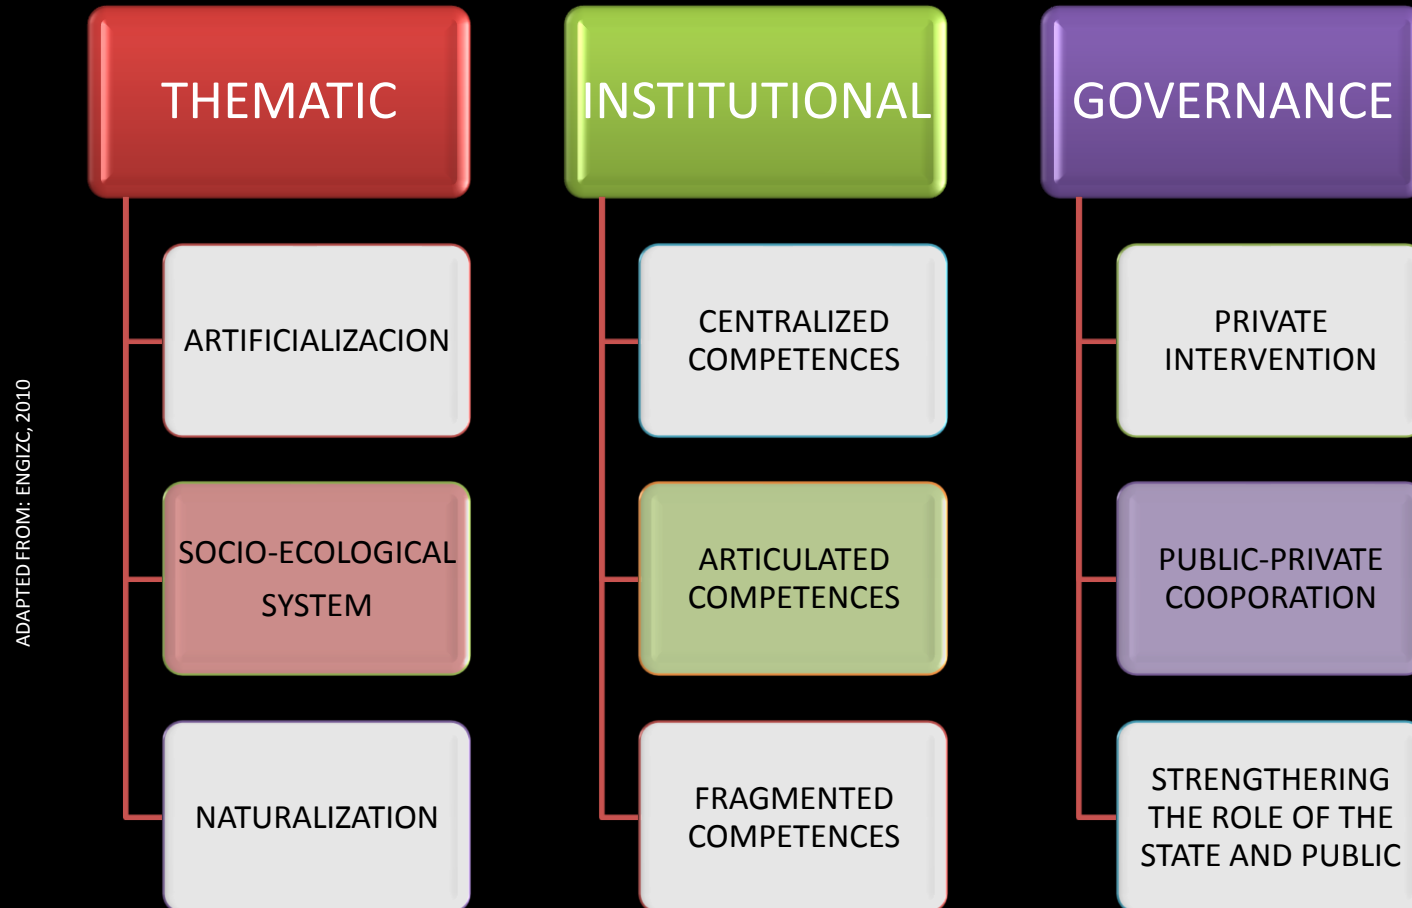 THEMATIC
ARTIFICIALIZACION
SOCIO-ECOLOGICAL
SYSTEM
NATURALIZATION
INSTITUTIONAL
CENTRALIZED
COMPETENCES
ARTICULATED
COMPETENCES
FRAGMENTED
COMPETENCES
GOVERNANCE
PRIVATE
INTERVENTION
PUBLIC-PRIVATE
COOPORATION
STRENGTHERING
THE ROLE OF THE
STATE AND PUBLIC
ADAPTED FROM: ENGIZC, 2010